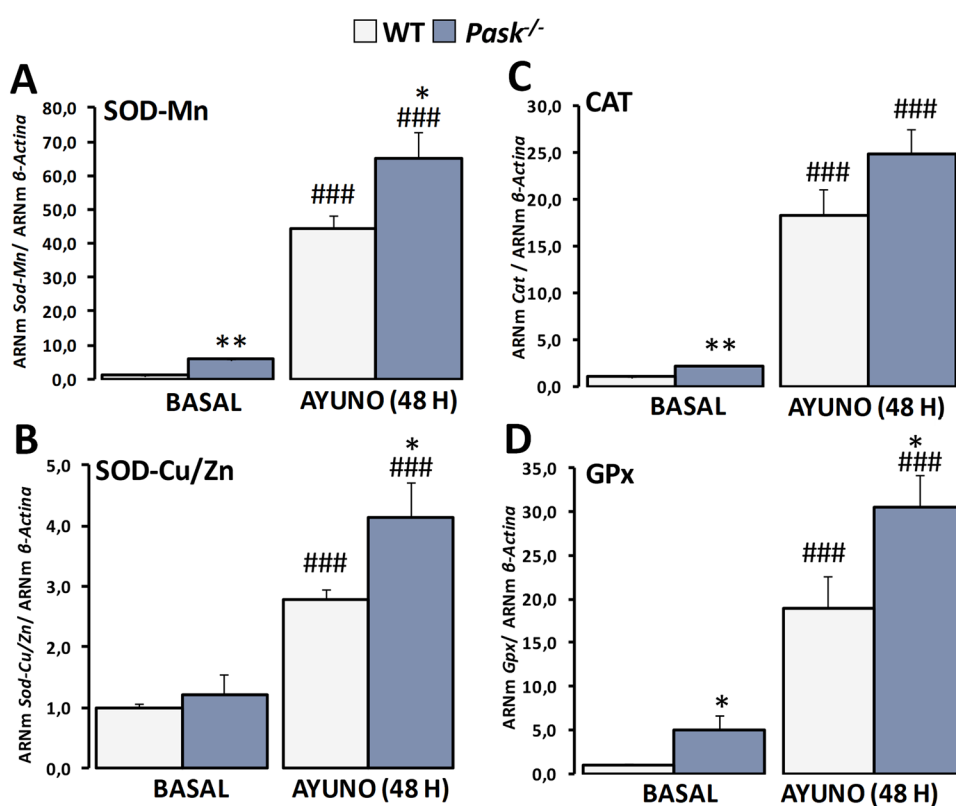 WT Pask-/-
A
SOD-Mn
ARNm Sod-Mn/ ARNm β-Actina
80,0
70,0
60,0
50,0
40,0
30,0
20,0
10,0
0,0
**
###
*
###
BASAL
AYUNO (48 H)
C
CAT
ARNm Cat / ARNm β-Actina
30,0
25,0
20,0
15,0
10,0
5,0
0,0
**
###
###
BASAL
AYUNO (48 H)
B
SOD-Cu/Zn
ARNm Sod-Cu/Zn/ ARNm β-Actina
5,0
4,0
3,0
2,0
1,0
0,0
###
*
###
BASAL
AYUNO (48 H)
D
GPx
ARNm Gpx/ ARNm β-Actina
35,0
30,0
25,0
20,0
15,0
10,0
5,0
0,0
*
###
*
###
BASAL
AYUNO (48 H)